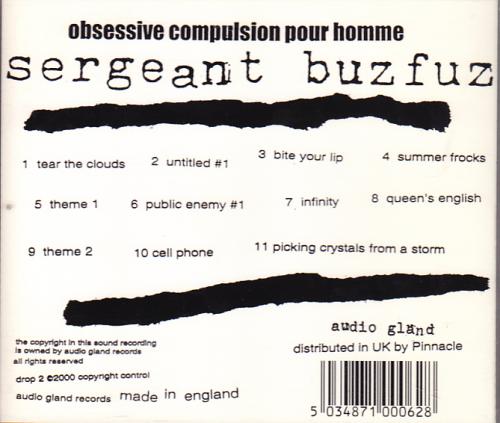 obsessive compulsion pour homme
sergeant buzfuz
1 tear the clouds 2 untitled #1 3 bite your lip 4 summer frocks
5 theme 1 6 public enemy #1 7 infinity 8 queen's english
9 theme 2 10 cell phone 11 picking crystals from a storm
audio gland
distributed in UK by Pinnacle
the copyright in this sound recording
is owned by audio gland records
all rights reserved
drop 2 ©2000 copyright control
audio gland records made in england
5 034871 000628